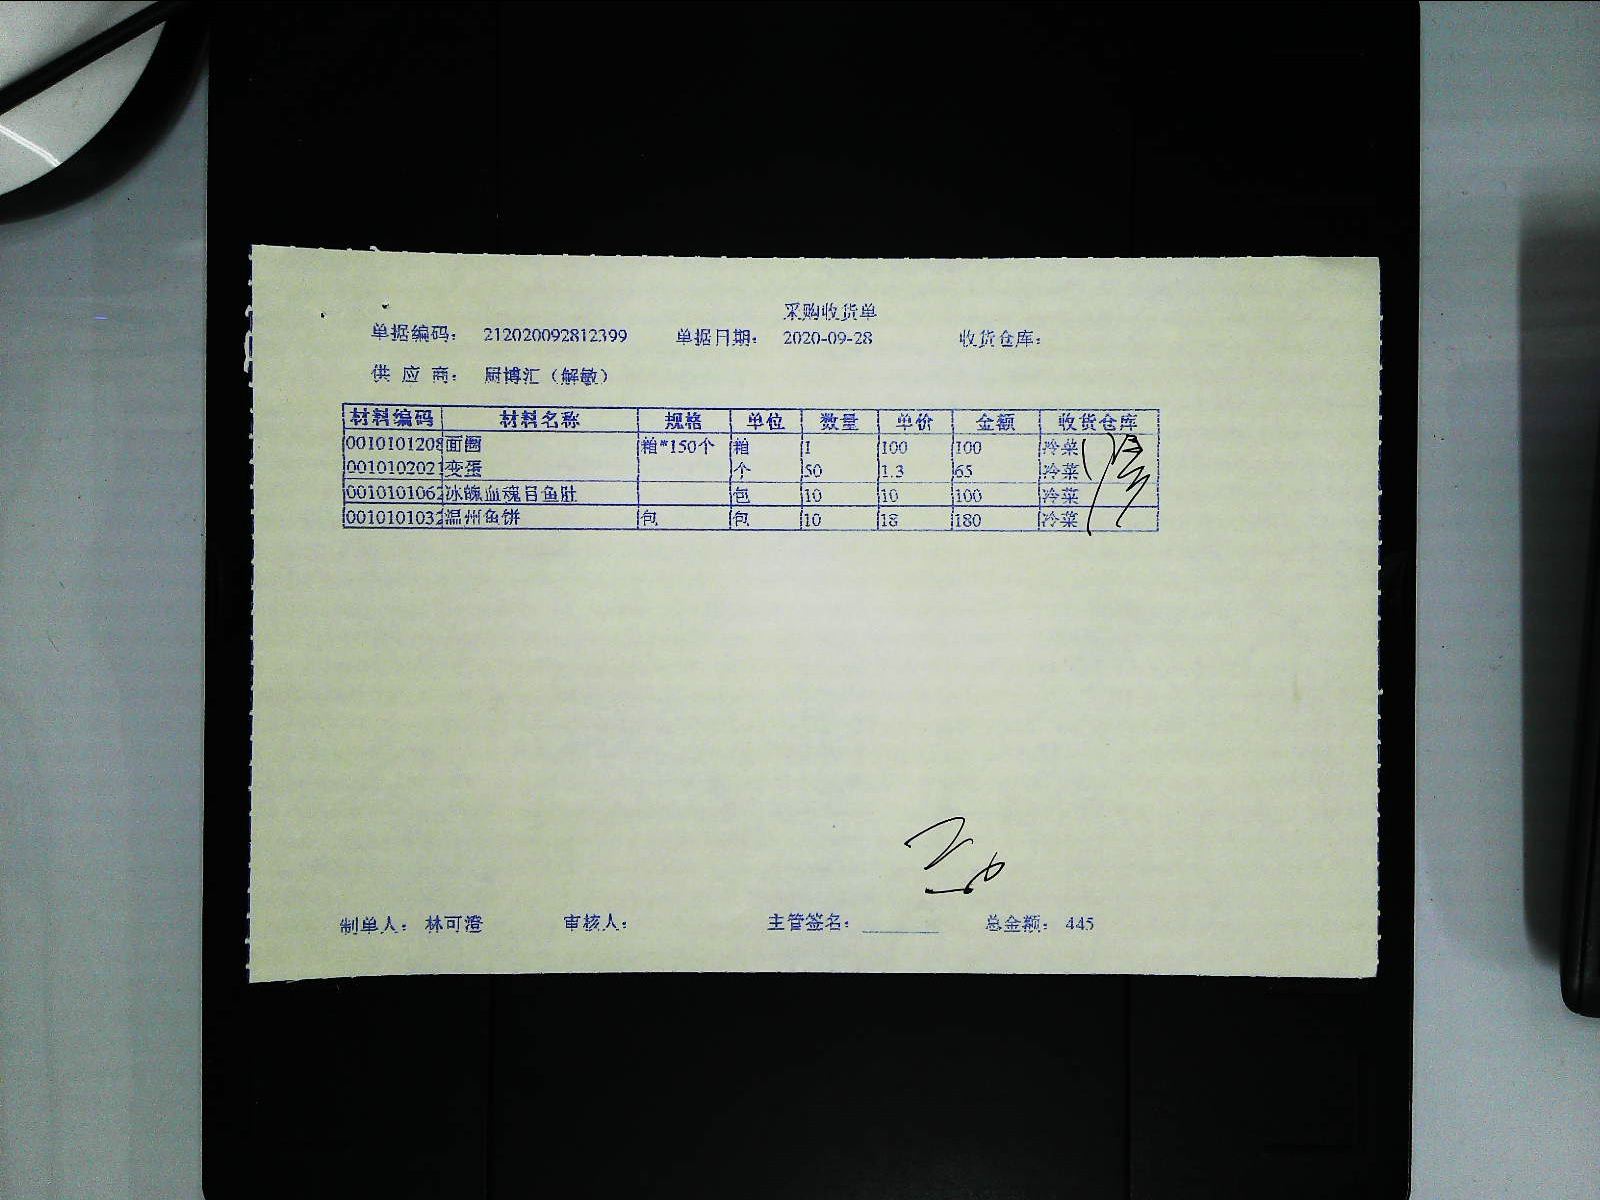 采购收货单
单据编码： 212020092812399 单据日期： 2020-09-28 收货仓库：
供 应 商： 厨博汇（解敏）
材料编码 材料名称 规格 单位 数量 单价 金额 收货仓库
0010101208 面圈 箱*150个 箱 1 100 100 冷菜
0010102021 变蛋 个 50 1.3 65 冷菜
0010101062 冰鲍血魂目鱼肚 包 10 10 100 冷菜
0010101032 温州鱼饼 包 包 10 18 180 冷菜
制单人： 林可澄 审核人： 主管签名： 总金额： 445